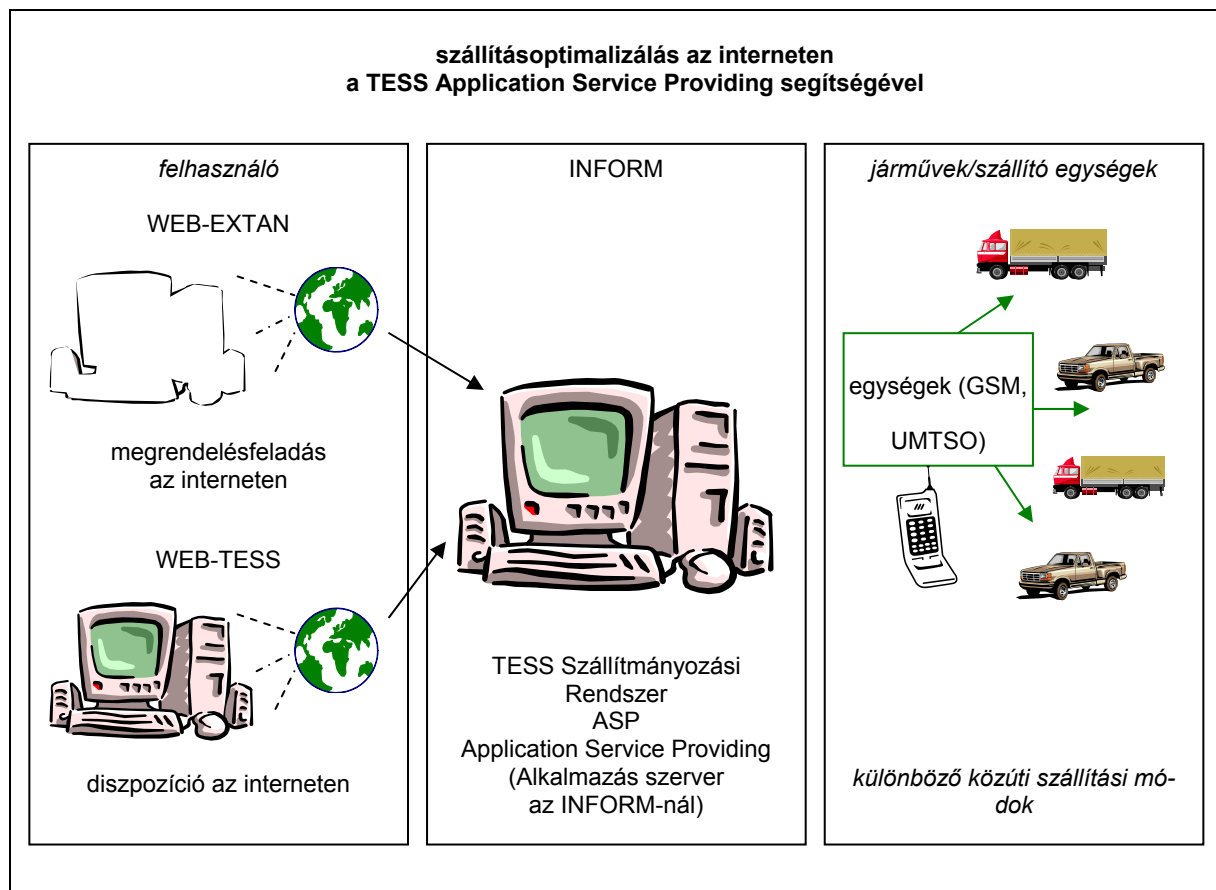 szállításoptimalizálás az interneten
a TESS Application Service Providing segítségével
felhasználó
WEB-EXTAN
megrendelésfeladás
az interneten
WEB-TESS
diszpozíció az interneten
INFORM
TESS Szállítmányozási
Rendszer
ASP
Application Service Providing
(Alkalmazás szerver
az INFORM-nál)
járművek/szállító egységek
egységek (GSM,
UMTSO)
különböző közúti szállítási mó-
dok